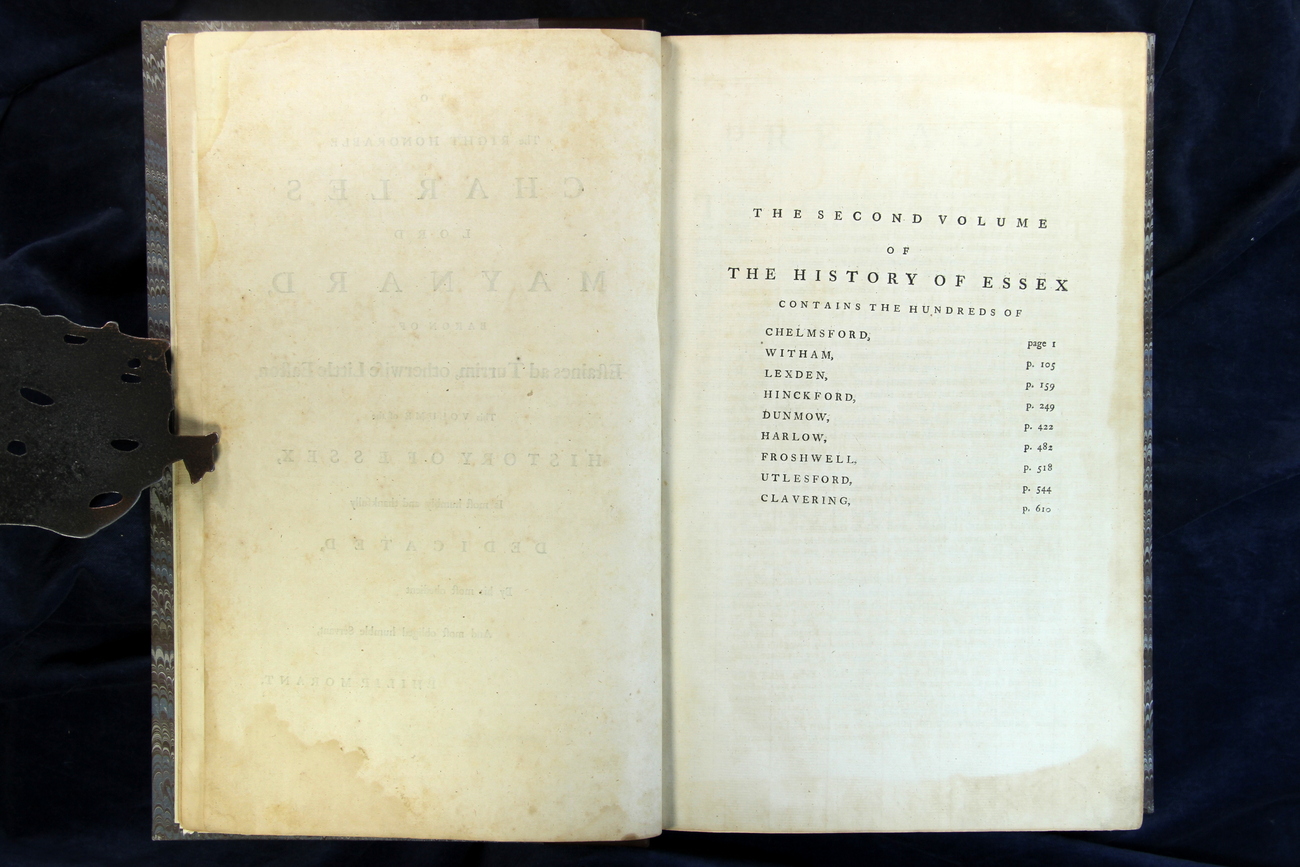 THE SECOND VOLUME
OF
THE HISTORY OF ESSEX
CONTAINS THE HUNDREDS OF
CHELMSFORD, page 1
WITHAM, p. 105
LEXDEN, p. 159
HINCKFORD, p. 249
DUNMOW, p. 422
HARLOW, p. 482
FROSHWELL, p. 518
UTLESFORD, p. 544
CLAVERING, p. 610